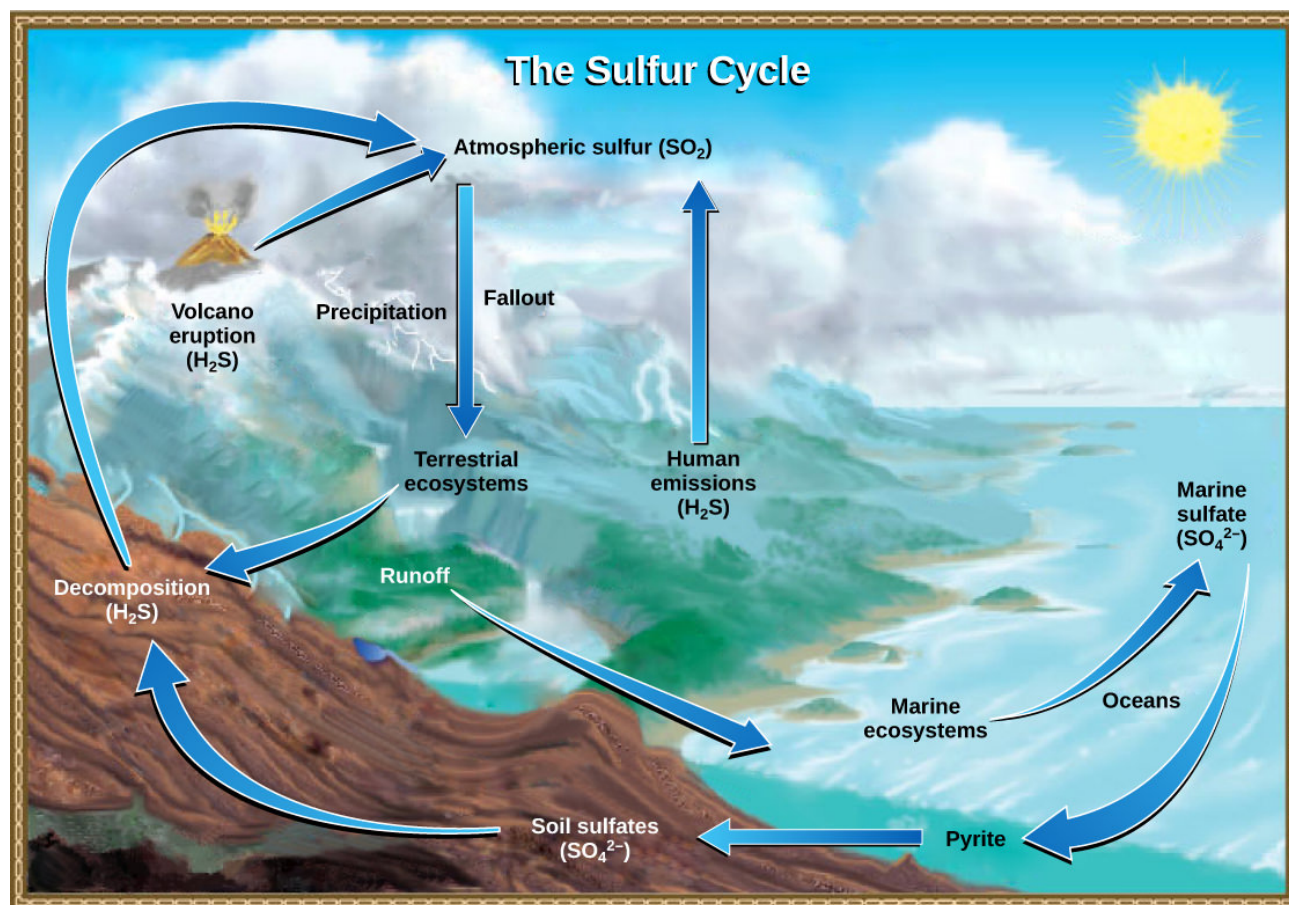 The Sulfur Cycle
Atmospheric sulfur (SO₂)
Volcano
eruption
(H₂S)
Precipitation
Fallout
Terrestrial
ecosystems
Human
emissions
(H₂S)
Marine
sulfate
(SO₄²⁻)
Decomposition
(H₂S)
Runoff
Marine
ecosystems
Oceans
Soil sulfates
(SO₄²⁻)
Pyrite